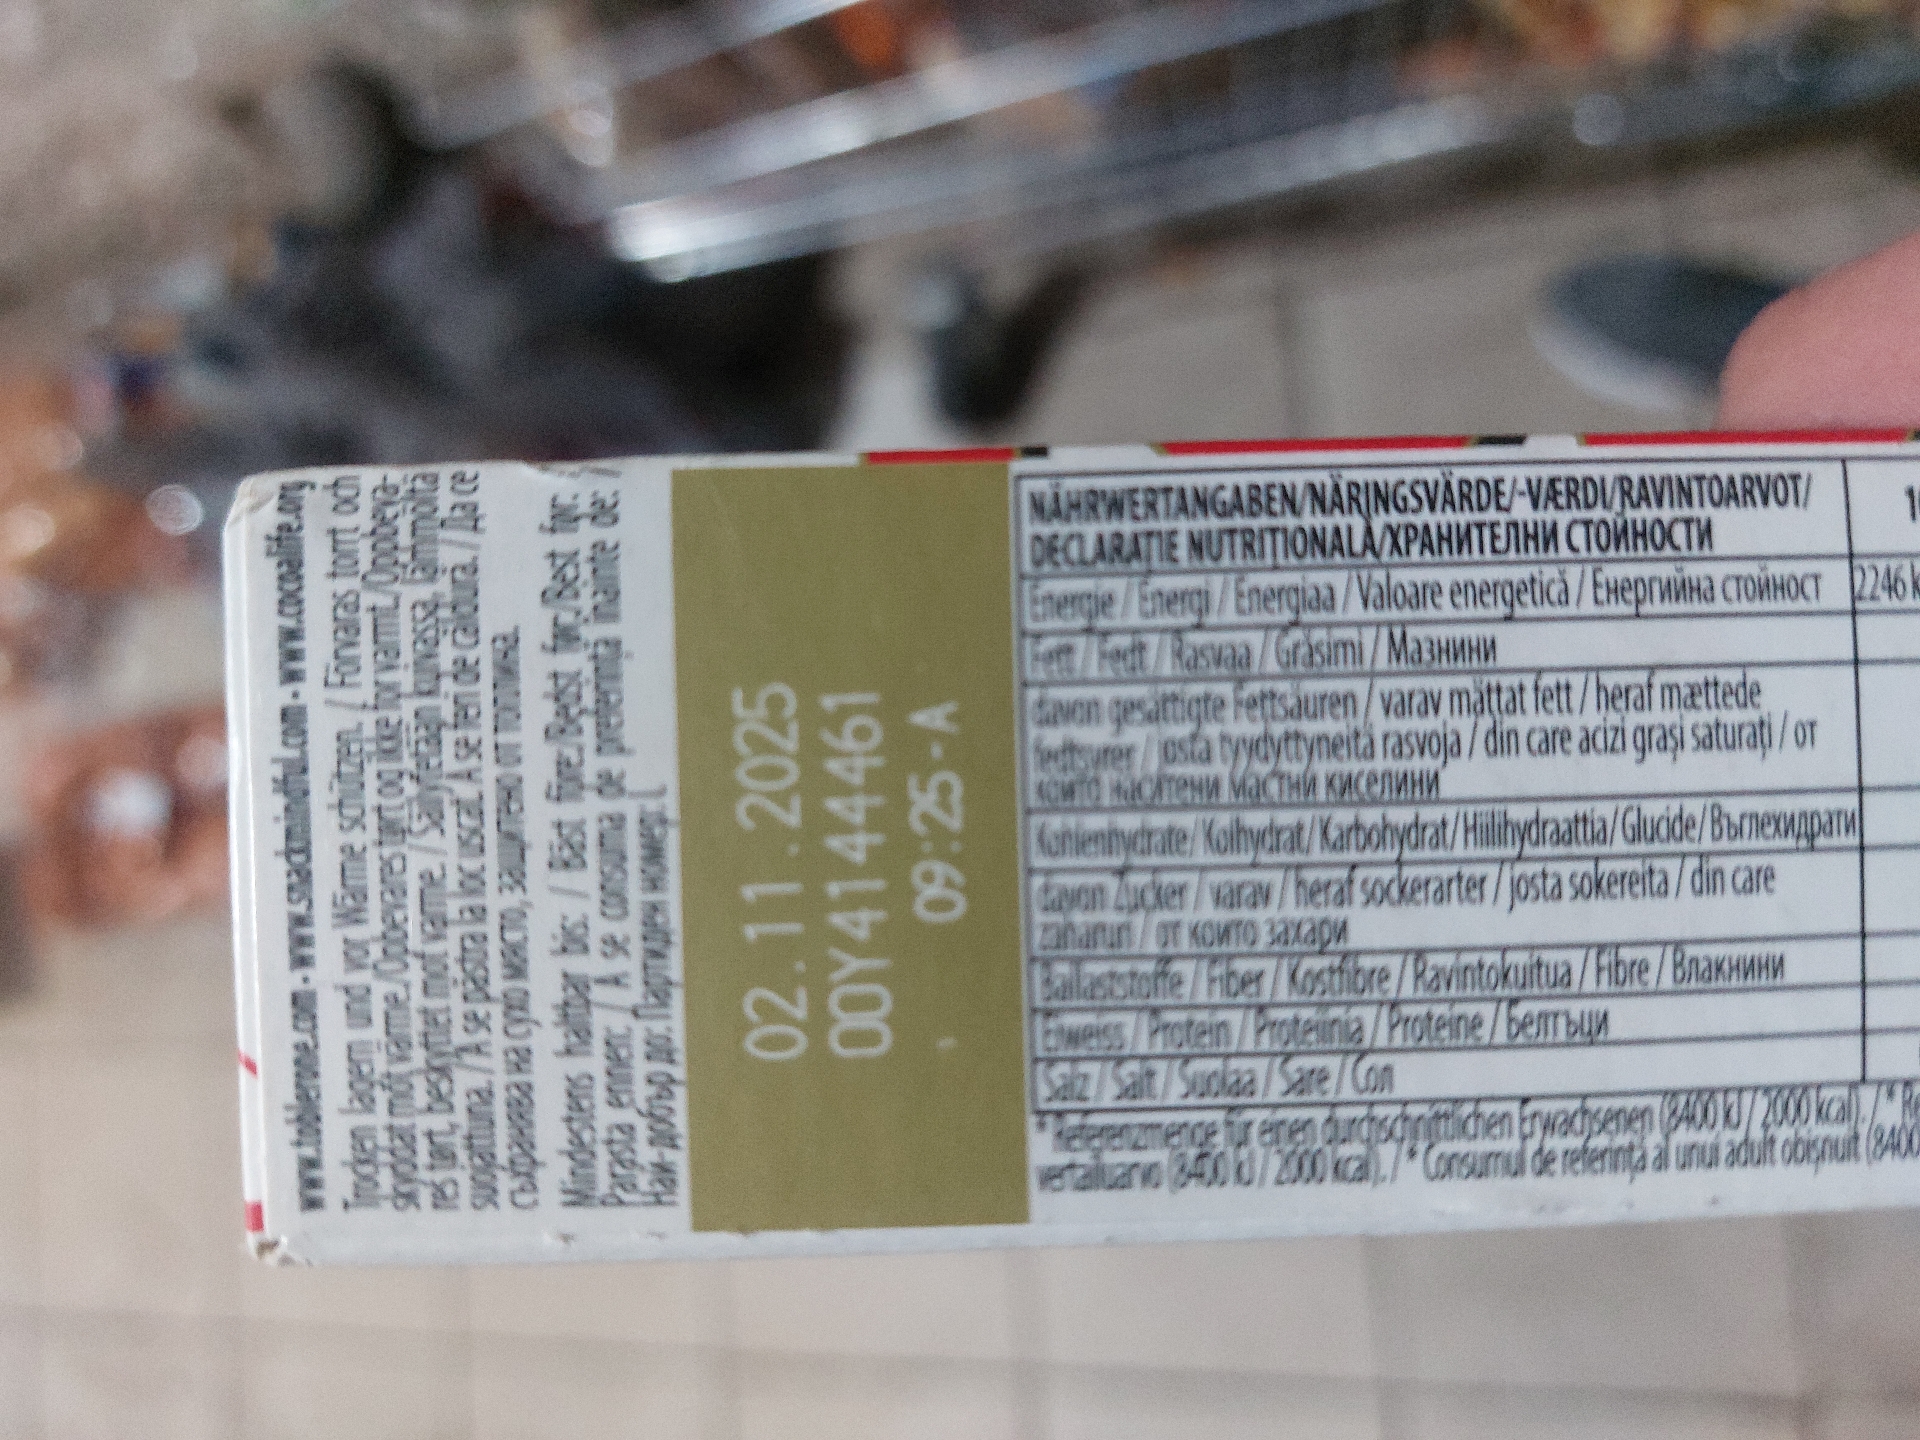 www.toblerone.com - www.snackmindful.com - www.cocoalife.org
Trocken lagern und vor Wärme schützen. / Förvaras torrt och
skyddat mot värme./Opbevares tørt og ikke for varmt./Oppbeva-
res tørt, beskyttet mot varme. / Säilytetään kuivassa, lämmöltä
suojattuna. / A se păstra la loc uscat. A se feri de căldură. / Да се
съхранява на сухо място, защитено от топлина.
Mindestens haltbar bis: / Bäst före:/Bedst før:/Best før:
Parasta ennen: / A se consuma de preferință înainte de: /
Най-добър до: Партиден номер: L
02.11.2025
OOY4144461
09:25-A
NÄHRWERTANGABEN/NÄRINGSVÄRDE/-VÆRDI/RAVINTOARVOT/
DECLARAȚIE NUTRIȚIONALĂ/ХРАНИТЕЛНИ СТОЙНОСТИ
Energie / Energi / Energiaa / Valoare energetică / Енергийна стойност 2246 k
Fett / Fedt / Rasvaa / Grăsimi / Мазнини
davon gesättigte Fettsäuren / varav mättat fett / heraf mættede
fedtsyrer / josta tyydyttyneitä rasvoja / din care acizi grași saturați / от
които наситени мастни киселини
Kohlenhydrate/Kolhydrat/Karbohydrat/Hiilihydraattia/Glucide/Въглехидрати
davon Zucker / varav / heraf sockerarter / josta sokereita / din care
zaharuri / от които захари
Ballaststoffe / Fiber / Kostfibre / Ravintokuitua / Fibre / Влакнини
Eiweiss / Protein / Proteiinia / Proteine / Белтъци
Salz / Salt / Suolaa / Sare / Сол
* Referenzmenge für einen durchschnittlichen Erwachsenen (8400 kJ / 2000 kcal). / * Re
vertailuarvo (8400 kJ / 2000 kcal). / * Consumul de referință al unui adult obișnuit (8400